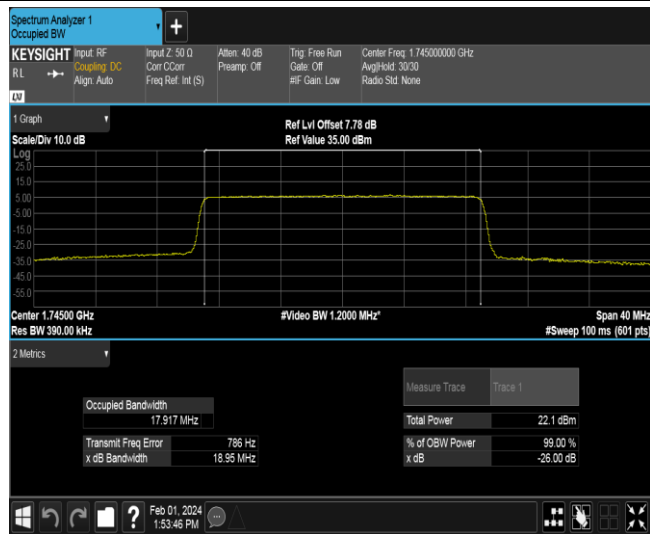 Spectrum Analyzer 1
Occupied BW
+
KEYSIGHT
RL
Input: RF
Coupling: DC
Align: Auto
Input Z: 50 Ω
Corr CCorr
Freq Ref: Int (S)
Atten: 40 dB
Preamp: Off
Trig: Free Run
Gate: Off
#IF Gain: Low
Center Freq: 1.745000000 GHz
Avg|Hold: 30/30
Radio Std: None
LXI
1 Graph
Scale/Div 10.0 dB
Ref Lvl Offset 7.78 dB
Ref Value 35.00 dBm
Log
25.0
15.0
5.00
-5.00
-15.0
-25.0
-35.0
-45.0
-55.0
Center 1.74500 GHz
Res BW 390.00 kHz
#Video BW 1.2000 MHz*
Span 40 MHz
#Sweep 100 ms (601 pts)
2 Metrics
Measure Trace Trace 1
Occupied Bandwidth
17.917 MHz
Total Power 22.1 dBm
Transmit Freq Error 786 Hz
% of OBW Power 99.00 %
x dB Bandwidth 18.95 MHz
x dB -26.00 dB
?
Feb 01, 2024
1:53:46 PM